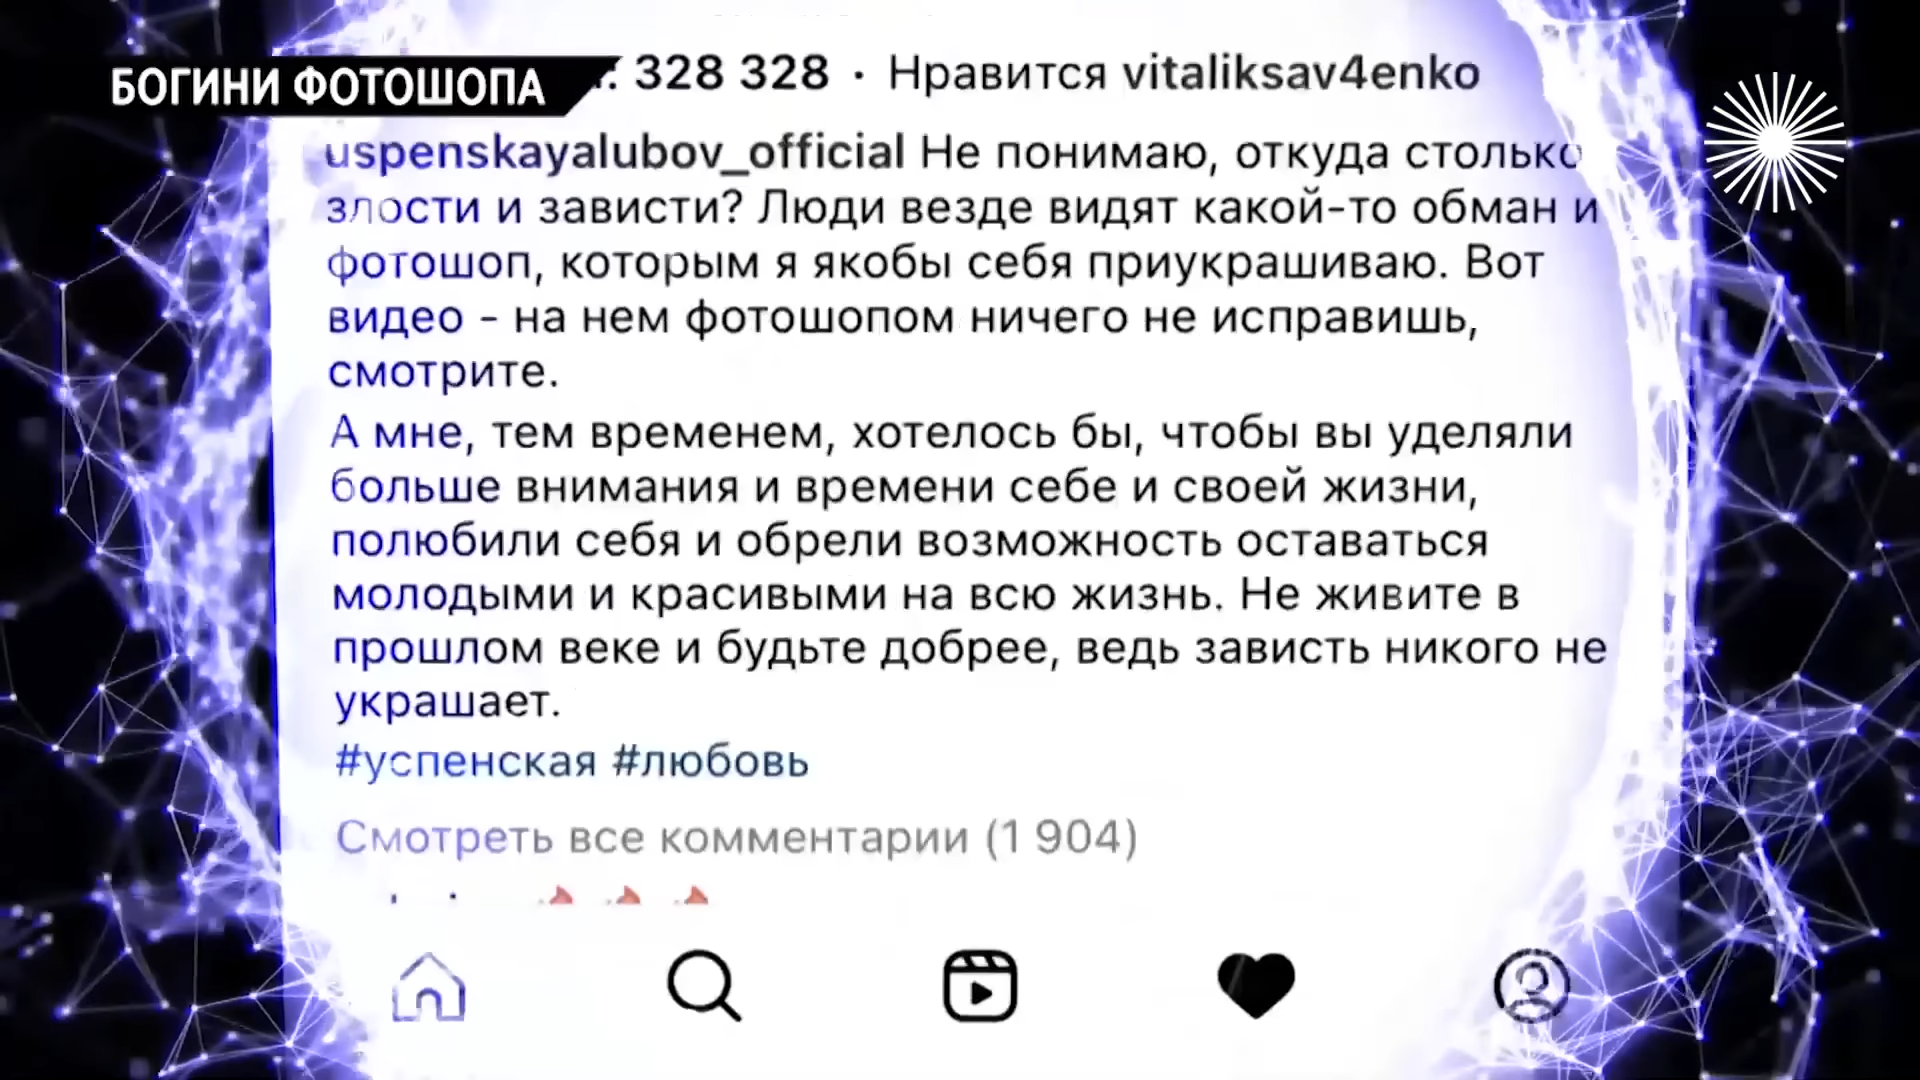 БОГИНИ ФОТОШОПА
328 328 · Нравится vitaliksav4enko
uspenskayalubov_official Не понимаю, откуда столько
злости и зависти? Люди везде видят какой-то обман и
фотошоп, которым я якобы себя приукрашиваю. Вот
видео - на нем фотошопом ничего не исправишь,
смотрите.
А мне, тем временем, хотелось бы, чтобы вы уделяли
больше внимания и времени себе и своей жизни,
полюбили себя и обрели возможность оставаться
молодыми и красивыми на всю жизнь. Не живите в
прошлом веке и будьте добрее, ведь зависть никого не
украшает.
#успенская #любовь
Смотреть все комментарии (1 904)